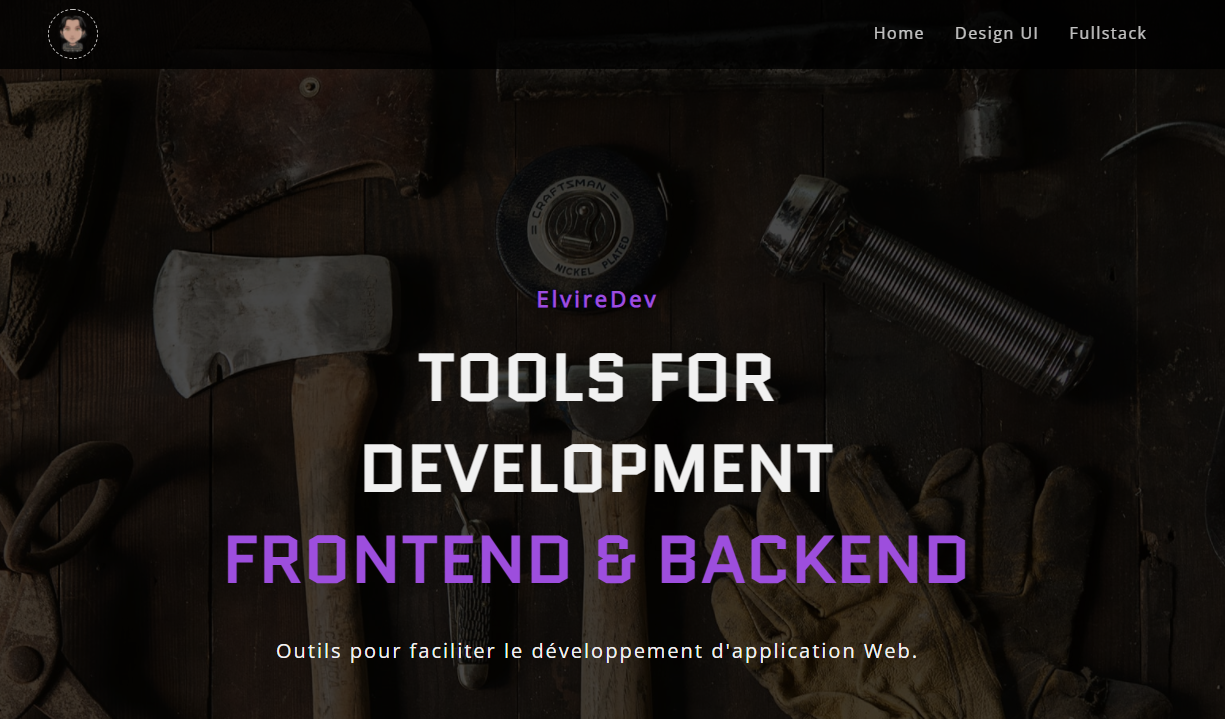 Home Design UI Fullstack
= CRAFTSMAN =
NICKEL PLATED
ElvireDev
TOOLS FOR
DEVELOPMENT
FRONTEND & BACKEND
Outils pour faciliter le développement d'application Web.